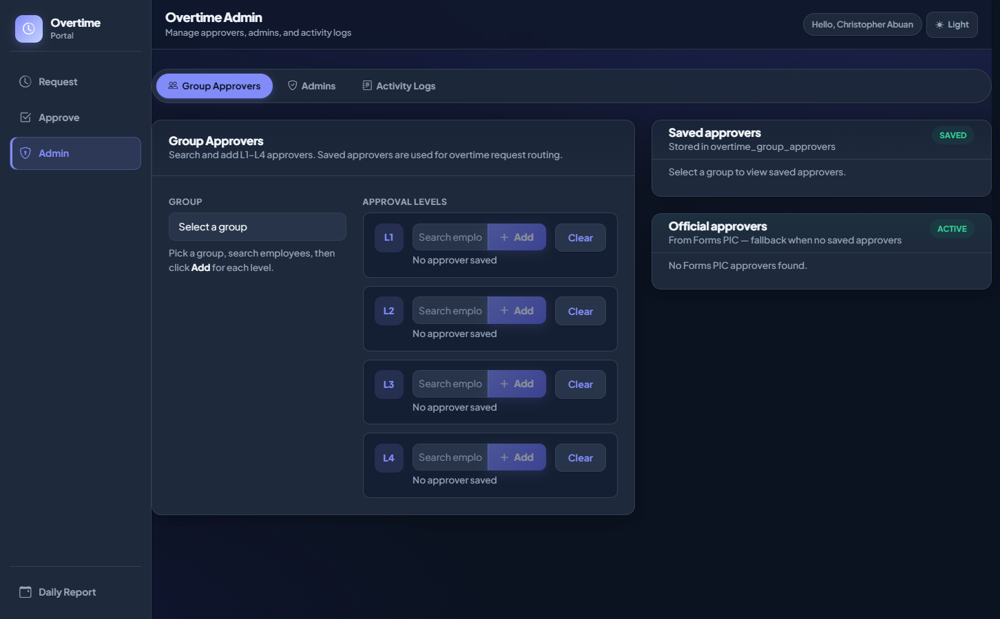 Overtime
Portal
Request
Approve
Admin
Daily Report
Overtime Admin
Manage approvers, admins, and activity logs
Hello, Christopher Abuan
Light
Group Approvers
Admins
Activity Logs
Group Approvers
Search and add L1–L4 approvers. Saved approvers are used for overtime request routing.
GROUP
Select a group
Pick a group, search employees, then
click Add for each level.
APPROVAL LEVELS
L1
Search emplo
+ Add
Clear
No approver saved
L2
Search emplo
+ Add
Clear
No approver saved
L3
Search emplo
+ Add
Clear
No approver saved
L4
Search emplo
+ Add
Clear
No approver saved
Saved approvers
SAVED
Stored in overtime_group_approvers
Select a group to view saved approvers.
Official approvers
ACTIVE
From Forms PIC — fallback when no saved approvers
No Forms PIC approvers found.